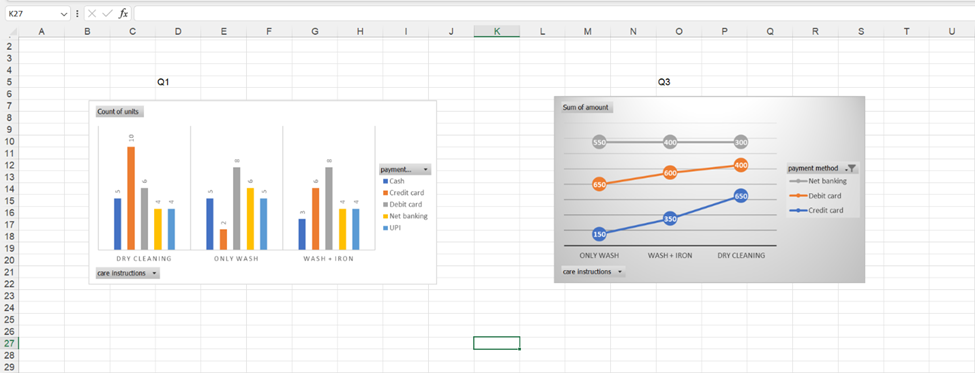 K27
fx
A B C D E F G H I J K L M N O P Q R S T U
2
3
4
5 Q1 Q3
6
7
8
9
10
11
12
13
14
15
16
17
18
19
20
21
22
23
24
25
26
27
28
29
Count of units
5 10 6 4 4 5 2 8 6 5 3 6 8 4 4
DRY CLEANING ONLY WASH WASH + IRON
care instructions
payment...
Cash
Credit card
Debit card
Net banking
UPI
Sum of amount
550 400 300
650 600 400
150 350 650
ONLY WASH WASH + IRON DRY CLEANING
care instructions
payment method
Net banking
Debit card
Credit card